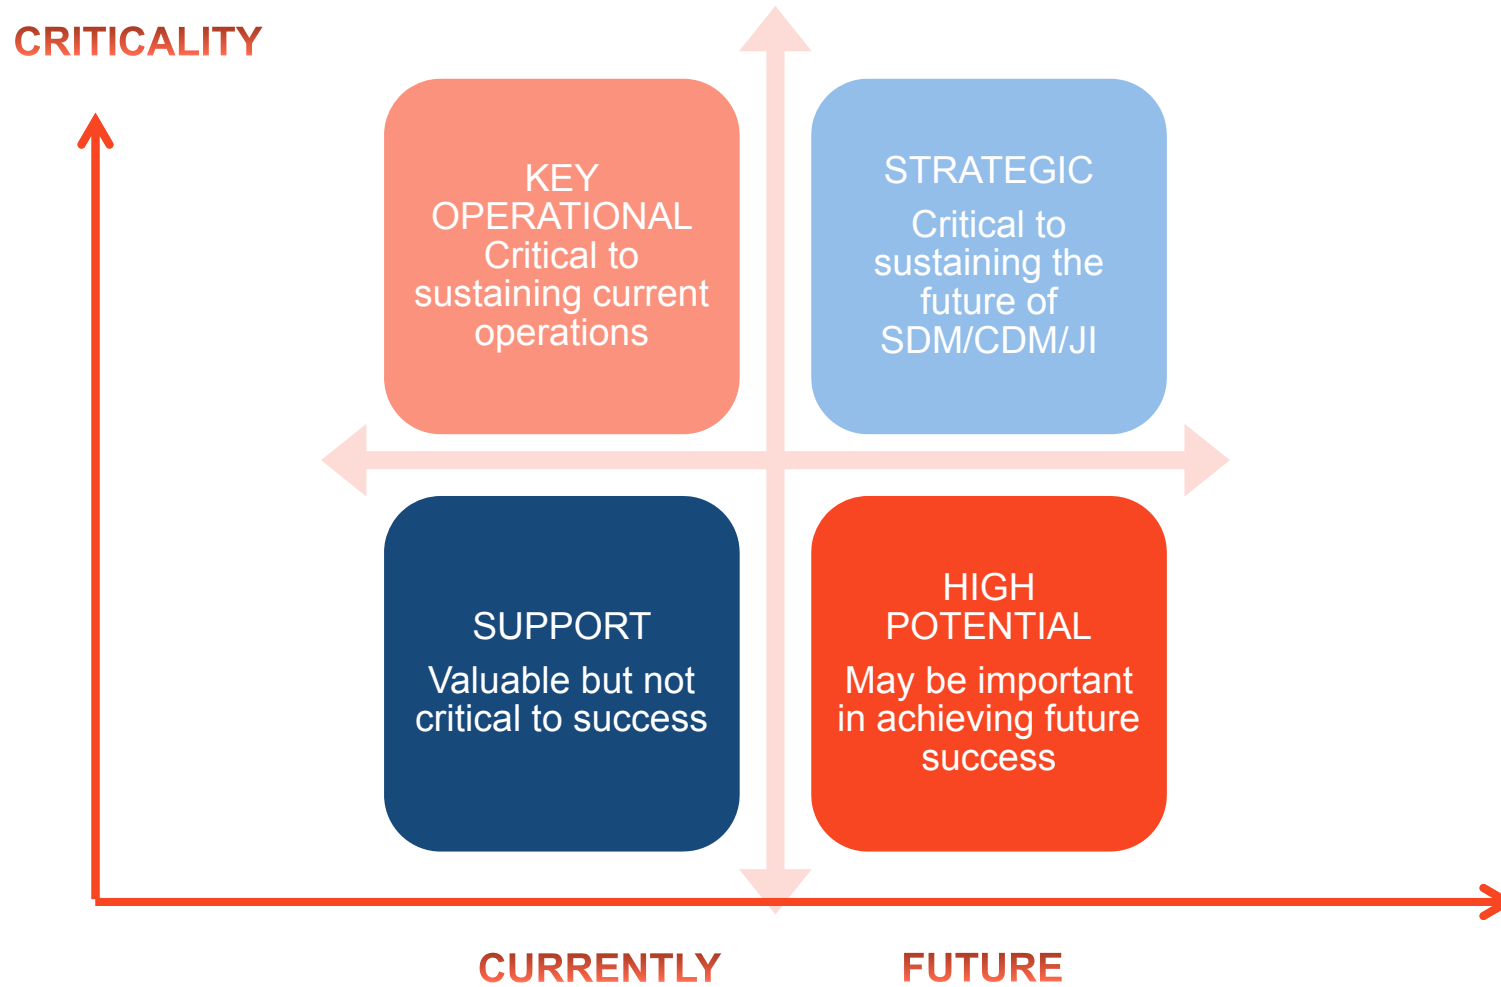 CRITICALITY
KEY
OPERATIONAL
Critical to
sustaining current
operations
STRATEGIC
Critical to
sustaining the
future of
SDM/CDM/JI
SUPPORT
Valuable but not
critical to success
HIGH
POTENTIAL
May be important
in achieving future
success
CURRENTLY
FUTURE